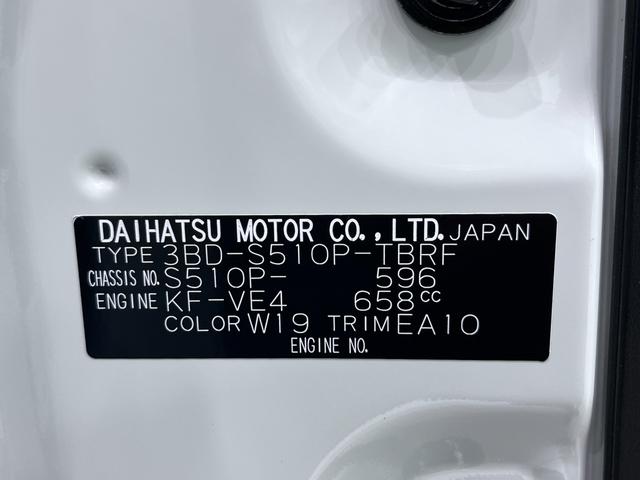 DAIHATSU MOTOR CO.,LTD. JAPAN
TYPE 3BD-S510P-TBRF
CHASSIS NO. S510P- 596
ENGINE KF-VE4 658cc
COLOR W19 TRIM EA10
ENGINE NO.